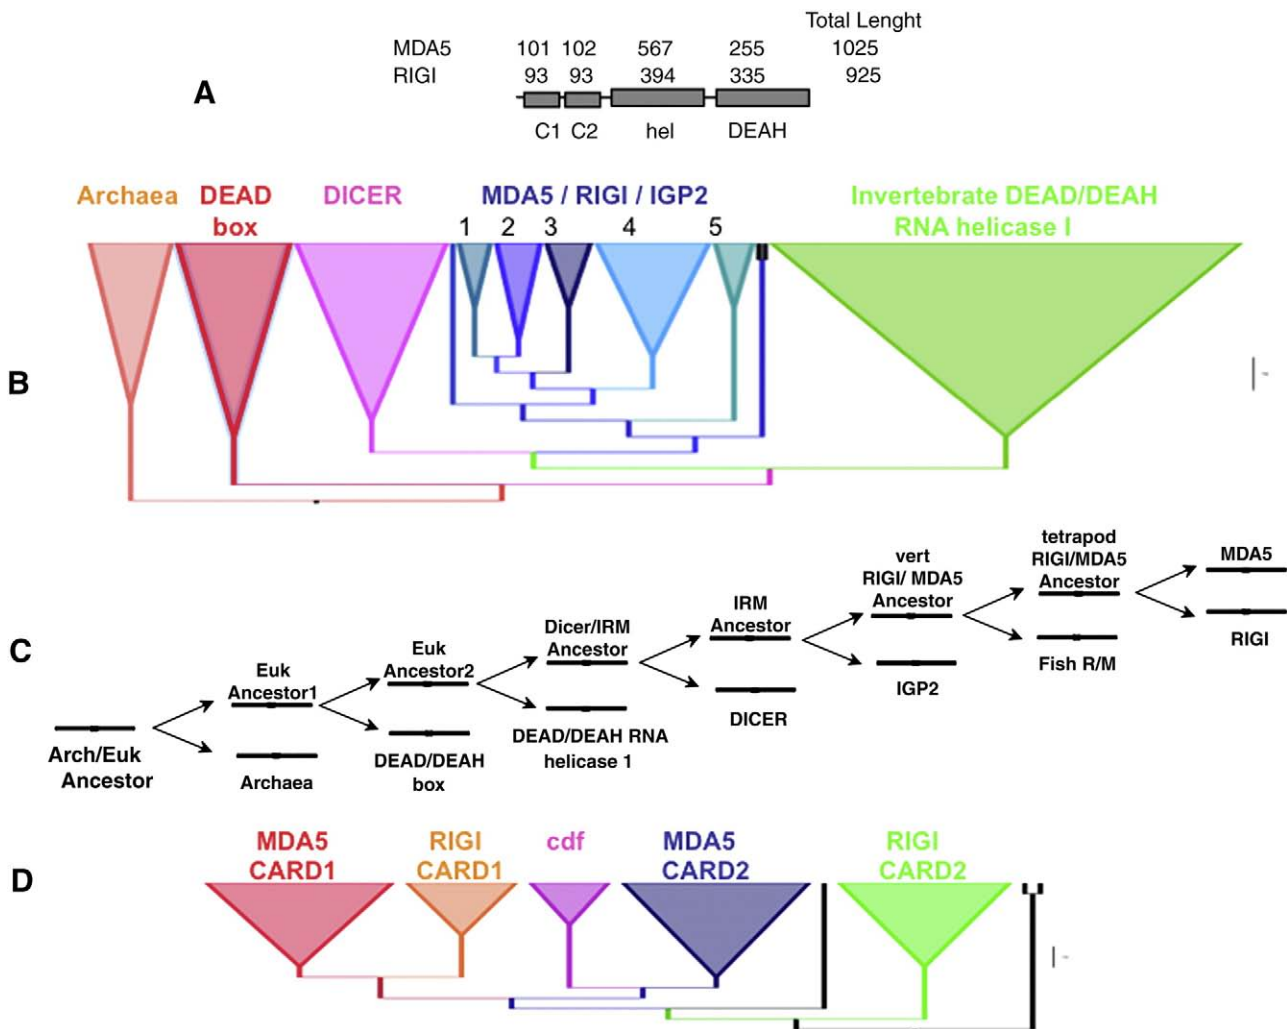 Total Lenght
MDA5 101 102 567 255 1025
RIGI 93 93 394 335 925
A
C1 C2 hel DEAH
Archaea DEAD box DICER MDA5 / RIGI / IGP2 Invertebrate DEAD/DEAH RNA helicase I
1 2 3 4 5
B
C
Arch/Euk
Ancestor
Euk
Ancestor1
Archaea
Euk
Ancestor2
DEAD/DEAH
box
Dicer/IRM
Ancestor
DEAD/DEAH RNA
helicase 1
IRM
Ancestor
DICER
vert
RIGI/ MDA5
Ancestor
IGP2
tetrapod
RIGI/MDA5
Ancestor
Fish R/M
MDA5
RIGI
D
MDA5
CARD1
RIGI
CARD1
cdf
MDA5
CARD2
RIGI
CARD2